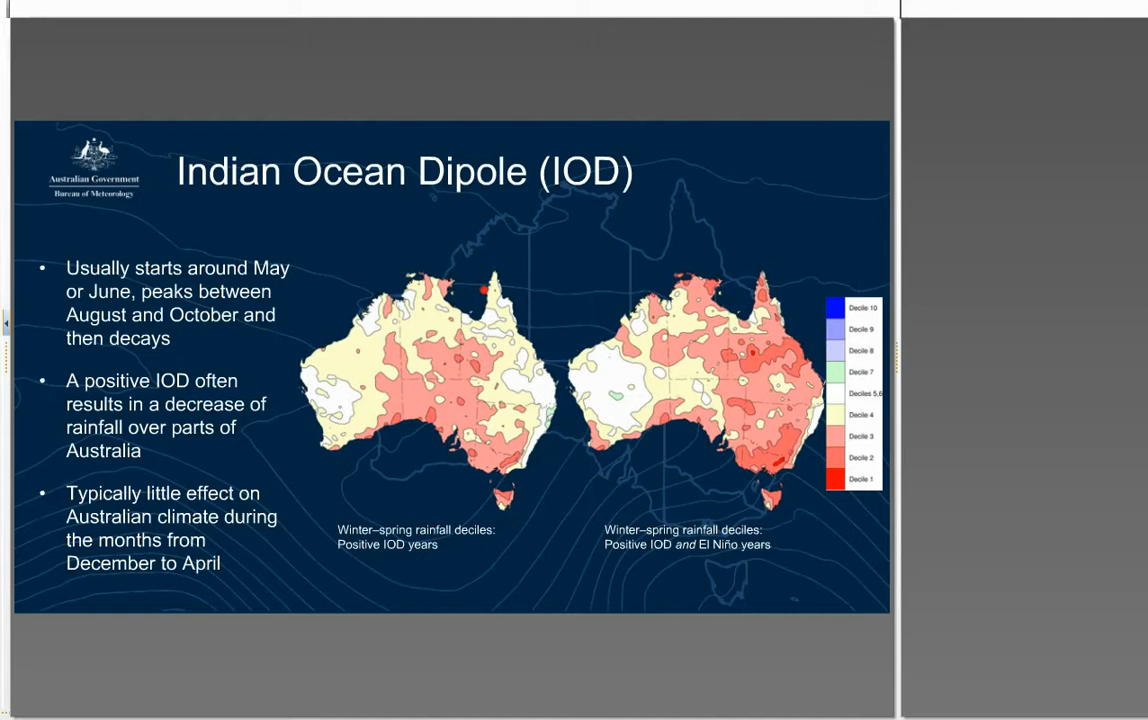 Australian Government
Bureau of Meteorology
Indian Ocean Dipole (IOD)
• Usually starts around May
or June, peaks between
August and October and
then decays
• A positive IOD often
results in a decrease of
rainfall over parts of
Australia
• Typically little effect on
Australian climate during
the months from
December to April
Winter–spring rainfall deciles:
Positive IOD years
Winter–spring rainfall deciles:
Positive IOD and El Niño years
Decile 10
Decile 9
Decile 8
Decile 7
Deciles 5,6
Decile 4
Decile 3
Decile 2
Decile 1